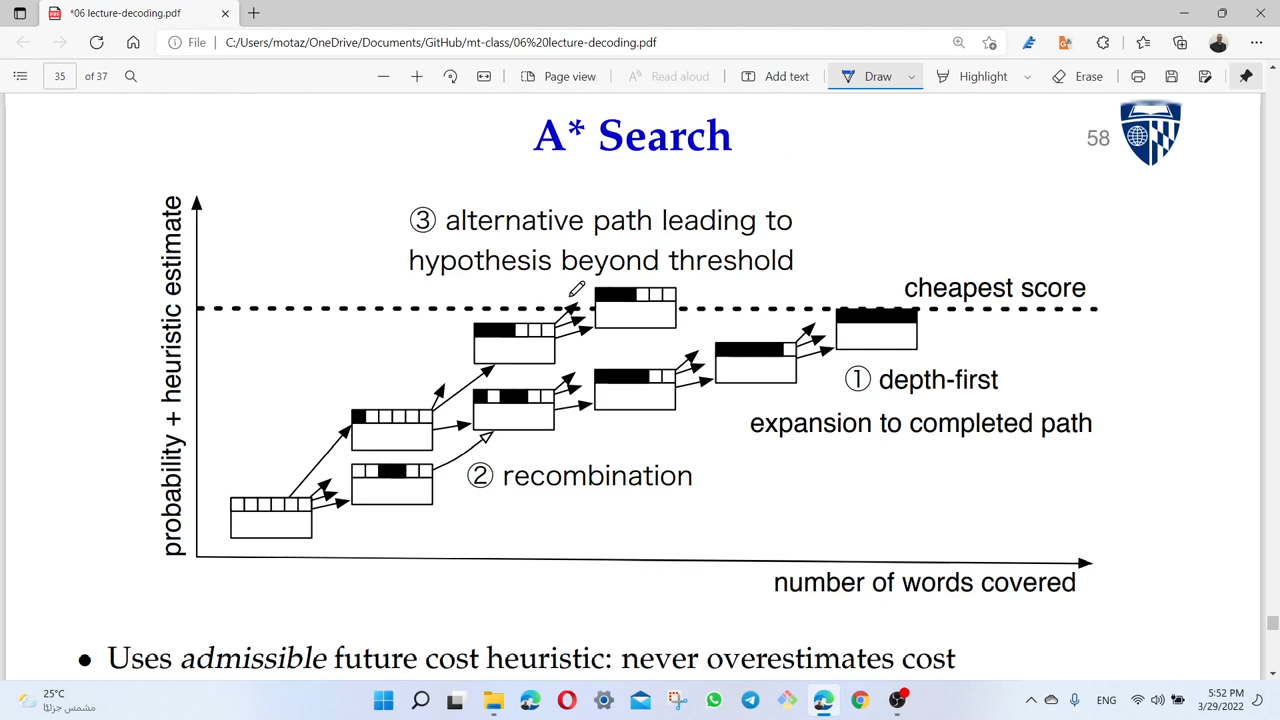 *06 lecture-decoding.pdf
File
C:/Users/motaz/OneDrive/Documents/GitHub/mt-class/06%20lecture-decoding.pdf
35 of 37
Page view
Read aloud
Add text
Draw
Highlight
Erase
A* Search
58
probability + heuristic estimate
③ alternative path leading to
hypothesis beyond threshold
cheapest score
① depth-first
expansion to completed path
② recombination
number of words covered
• Uses admissible future cost heuristic: never overestimates cost
25°C
مشمس جزئيًا
ENG
5:52 PM
3/29/2022